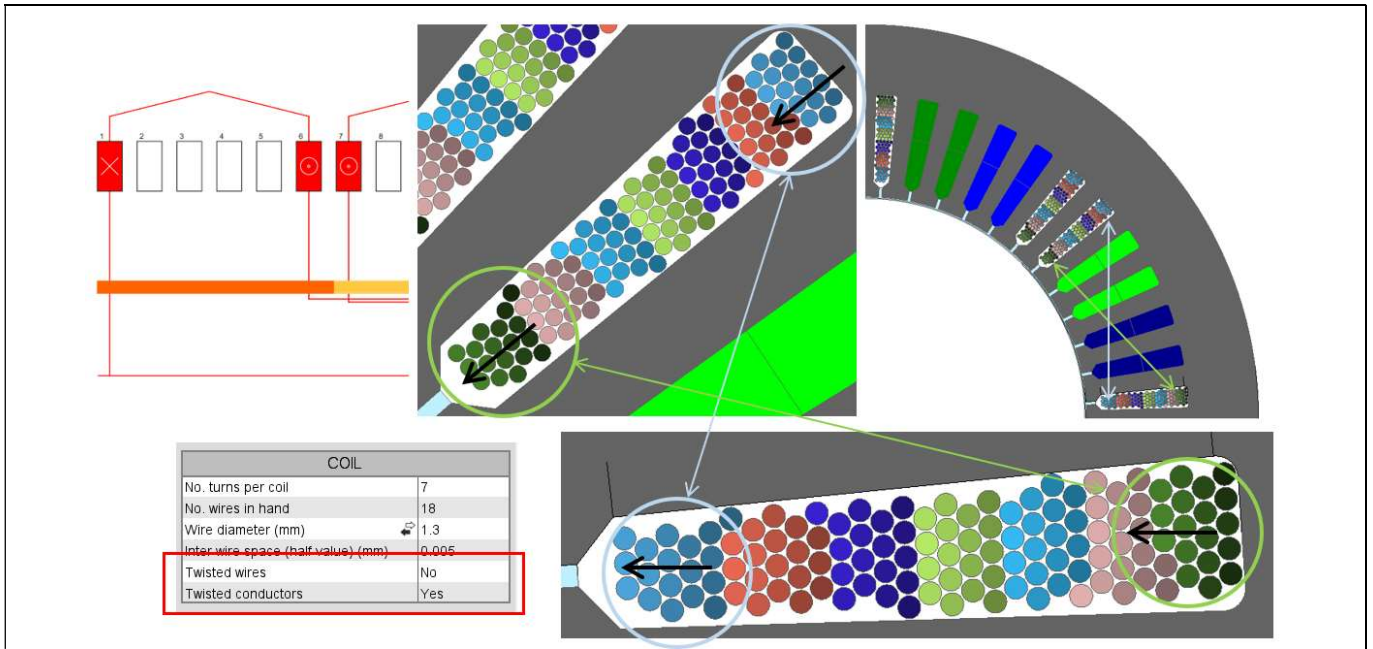 1 2 3 4 5 6 7 8
COIL
No. turns per coil 7
No. wires in hand 18
Wire diameter (mm) 1.3
Inter wire space (half value) (mm) 0.005
Twisted wires No
Twisted conductors Yes